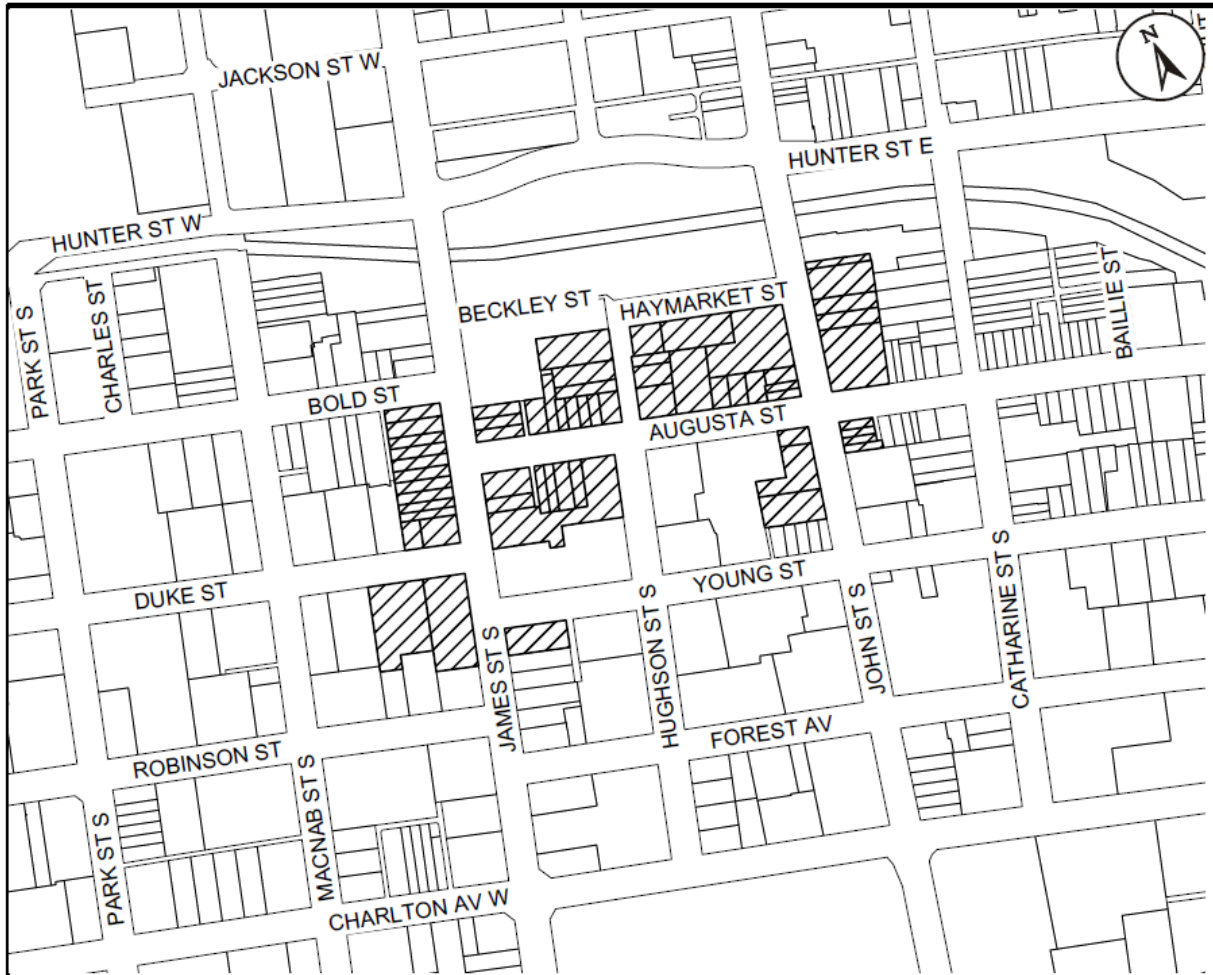 N
JACKSON ST W
HUNTER ST E
HUNTER ST W
BAILLIE ST
CHARLES ST
PARK ST S
BECKLEY ST
HAYMARKET ST
BOLD ST
AUGUSTA ST
DUKE ST
YOUNG ST
CATHARINE ST S
JOHN ST S
HUGHSON ST S
JAMES ST S
FOREST AV
ROBINSON ST
MACNAB ST S
PARK ST S
CHARLTON AV W